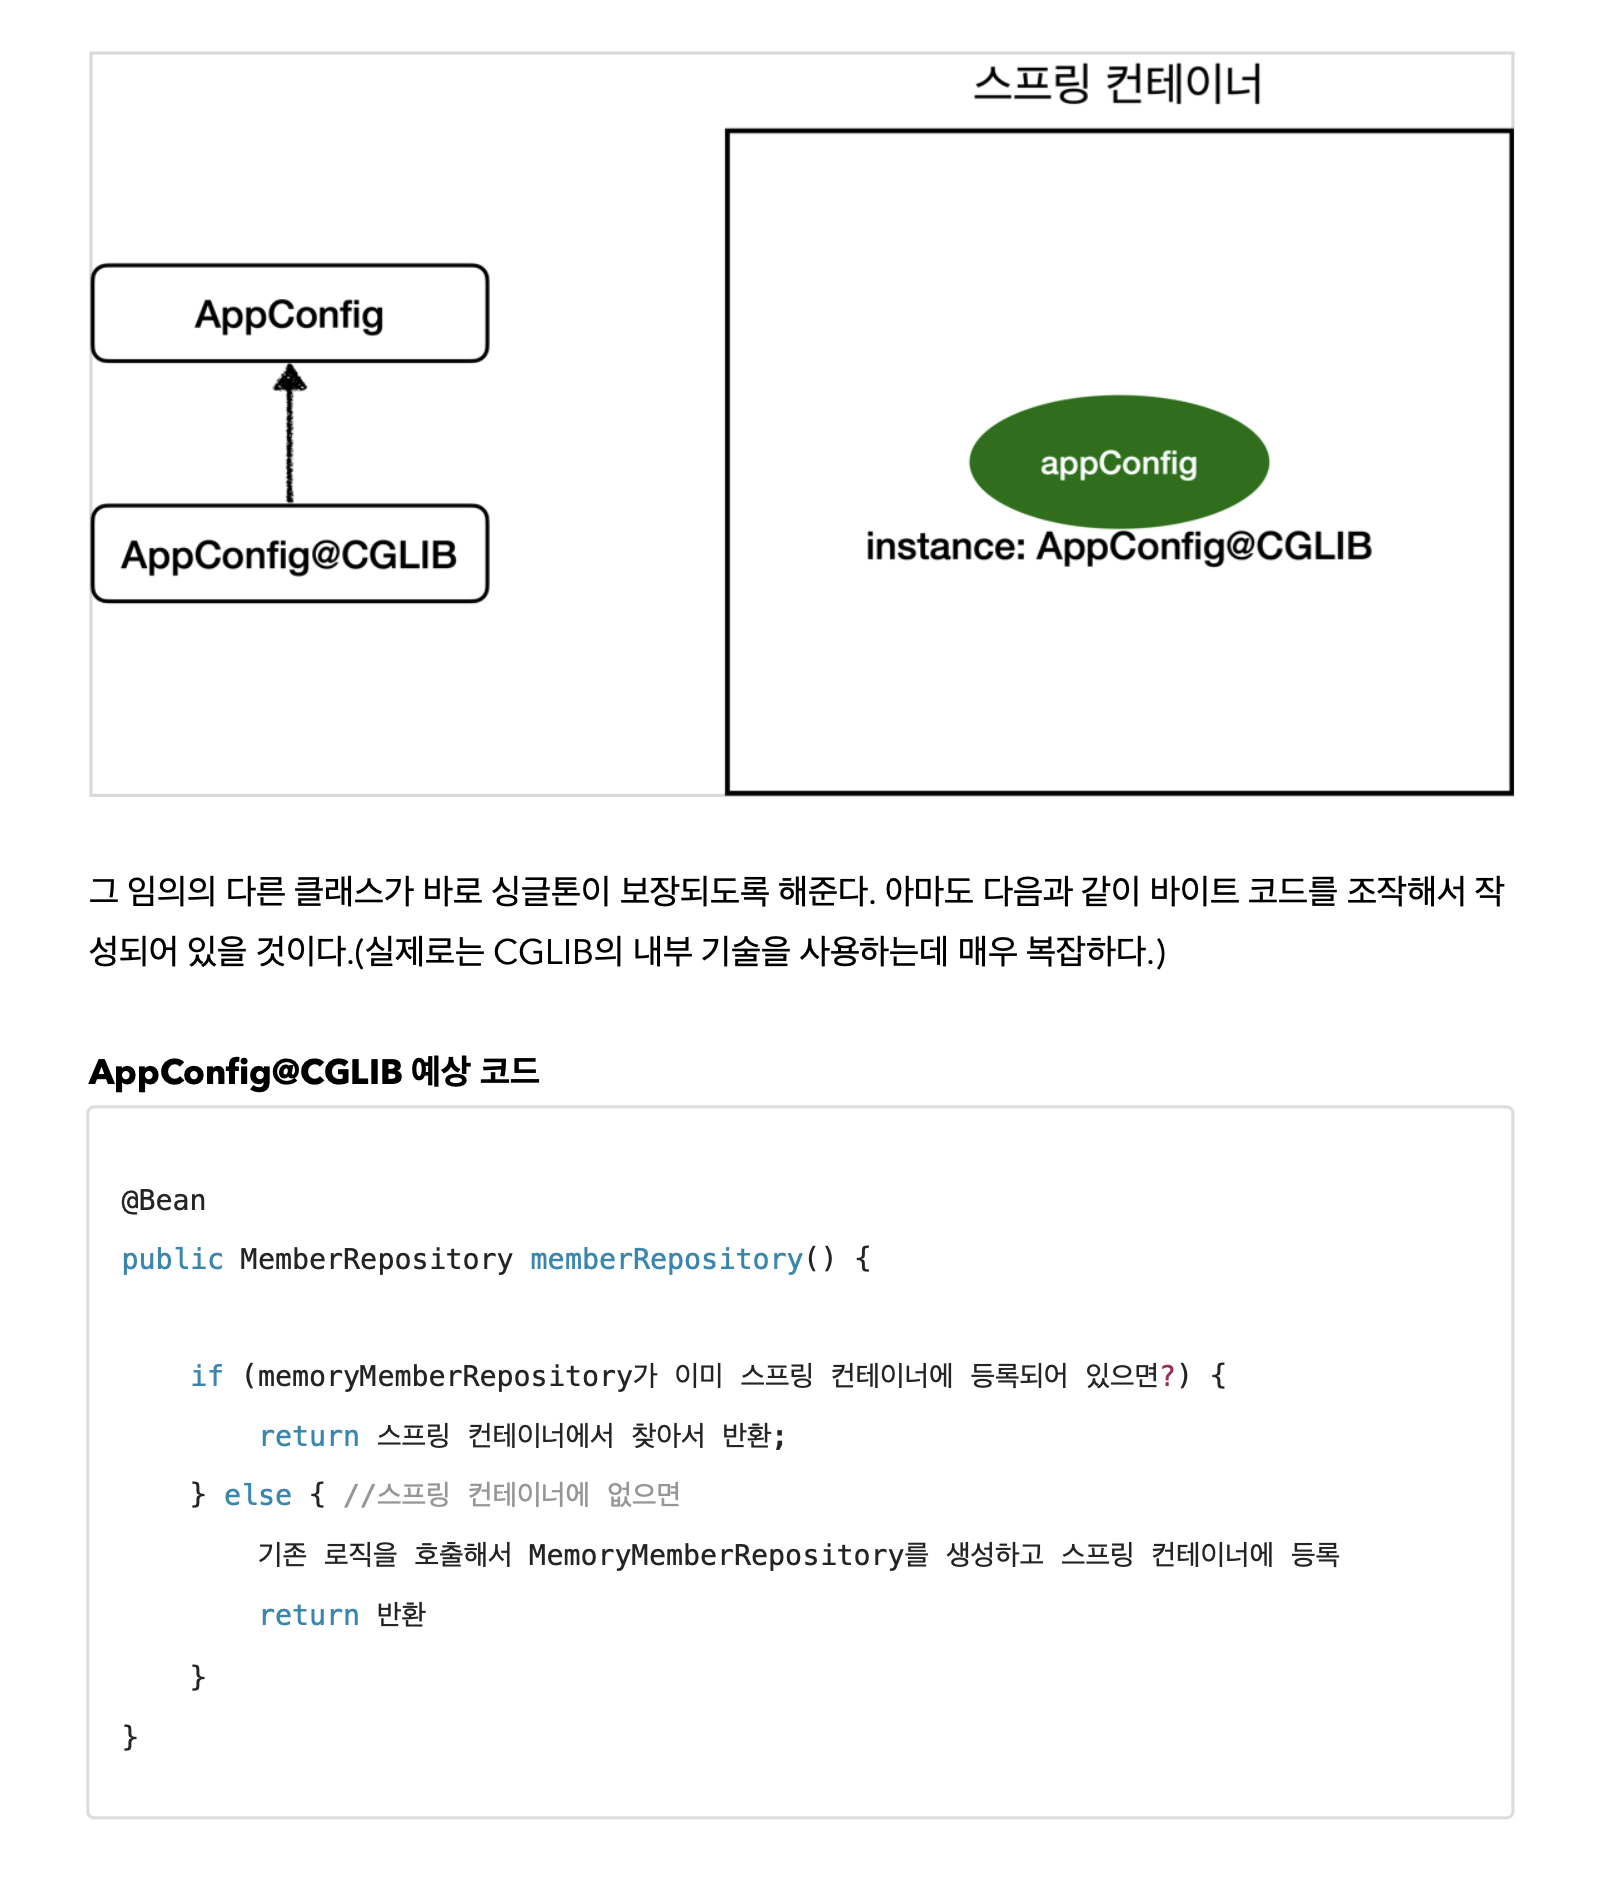 스프링 컨테이너
AppConfig
AppConfig@CGLIB
appConfig
instance: AppConfig@CGLIB
그 임의의 다른 클래스가 바로 싱글톤이 보장되도록 해준다. 아마도 다음과 같이 바이트 코드를 조작해서 작
성되어 있을 것이다.(실제로는 CGLIB의 내부 기술을 사용하는데 매우 복잡하다.)
AppConfig@CGLIB 예상 코드
@Bean
public MemberRepository memberRepository() {
if (memoryMemberRepository가 이미 스프링 컨테이너에 등록되어 있으면?) {
return 스프링 컨테이너에서 찾아서 반환;
} else { //스프링 컨테이너에 없으면
기존 로직을 호출해서 MemoryMemberRepository를 생성하고 스프링 컨테이너에 등록
return 반환
}
}